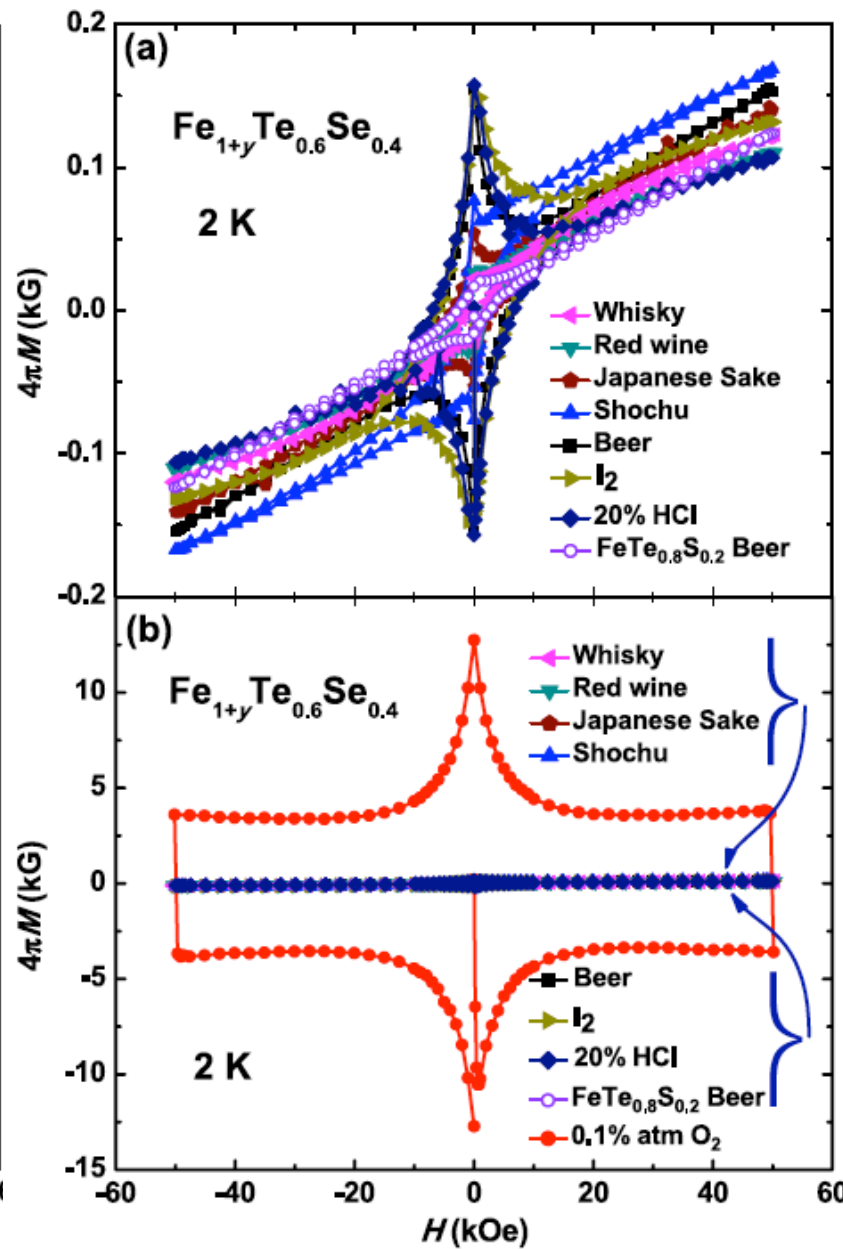 (a)
Fe1+yTe0.6Se0.4
2 K
4πM (kG)
0.2
0.1
0.0
-0.1
-0.2
Whisky
Red wine
Japanese Sake
Shochu
Beer
I2
20% HCl
FeTe0.8S0.2 Beer
(b)
Fe1+yTe0.6Se0.4
4πM (kG)
10
5
0
-5
-10
-15
Whisky
Red wine
Japanese Sake
Shochu
2 K
Beer
I2
20% HCl
FeTe0.8S0.2 Beer
0.1% atm O2
-60 -40 -20 0 20 40 60
H (kOe)